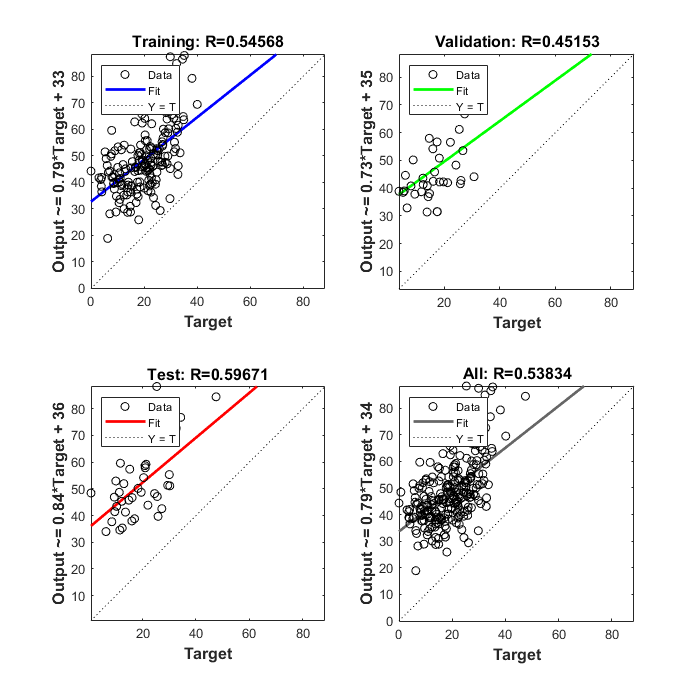 Training: R=0.54568
Output ~= 0.79*Target + 33
80
70
60
50
40
30
20
10
0
Data
Fit
Y = T
0
20
40
60
80
Target
Validation: R=0.45153
Output ~= 0.73*Target + 35
80
70
60
50
40
30
20
10
Data
Fit
Y = T
20
40
60
80
Target
Test: R=0.59671
Output ~= 0.84*Target + 36
80
70
60
50
40
30
20
10
Data
Fit
Y = T
20
40
60
80
Target
All: R=0.53834
Output ~= 0.79*Target + 34
80
70
60
50
40
30
20
10
0
Data
Fit
Y = T
0
20
40
60
80
Target